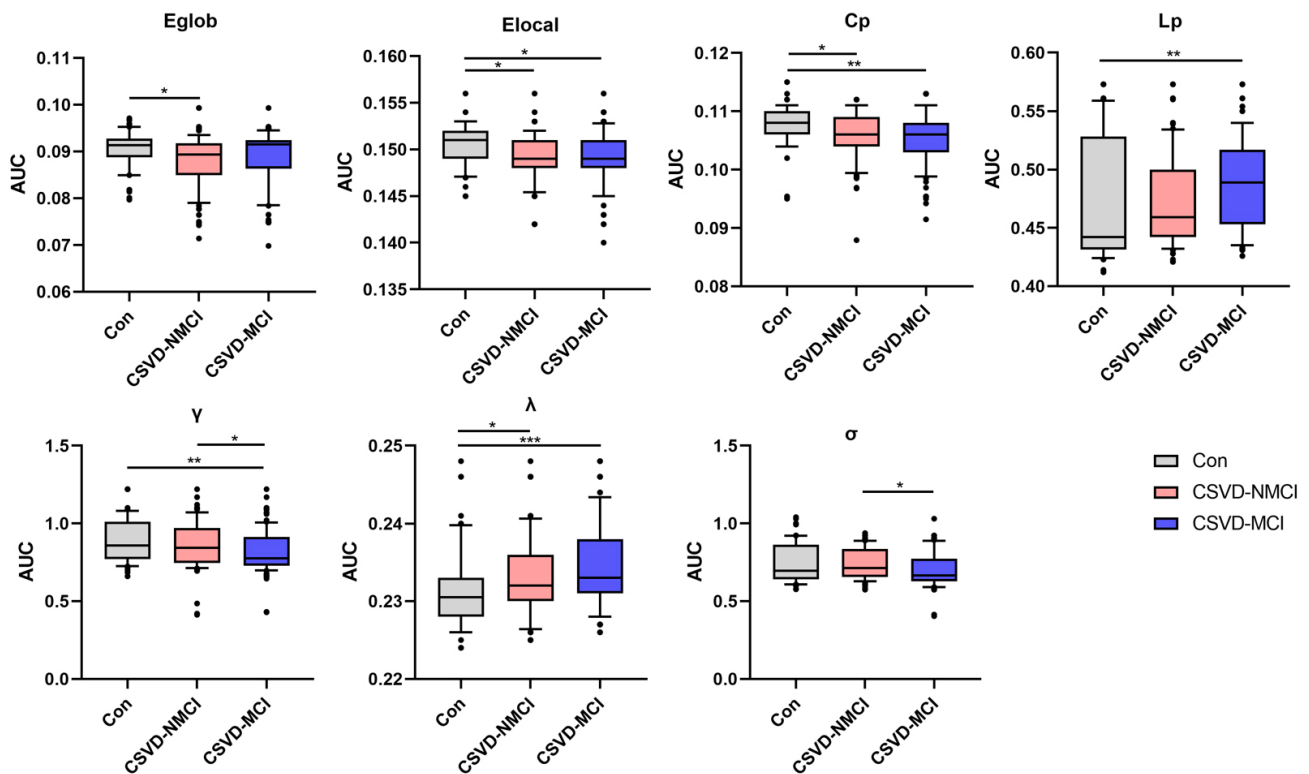 Eglob
0.11
0.10
0.09
0.08
0.07
0.06
AUC
*
Con
CSVD-NMCI
CSVD-MCI
Elocal
0.160
0.155
0.150
0.145
0.140
0.135
AUC
*
*
Con
CSVD-NMCI
CSVD-MCI
Cp
0.12
0.11
0.10
0.09
0.08
AUC
*
**
Con
CSVD-NMCI
CSVD-MCI
Lp
0.60
0.55
0.50
0.45
0.40
AUC
**
Con
CSVD-NMCI
CSVD-MCI
γ
1.5
1.0
0.5
0.0
AUC
*
**
Con
CSVD-NMCI
CSVD-MCI
λ
0.25
0.24
0.23
0.22
AUC
*
***
Con
CSVD-NMCI
CSVD-MCI
σ
1.5
1.0
0.5
0.0
AUC
*
Con
CSVD-NMCI
CSVD-MCI
Con
CSVD-NMCI
CSVD-MCI